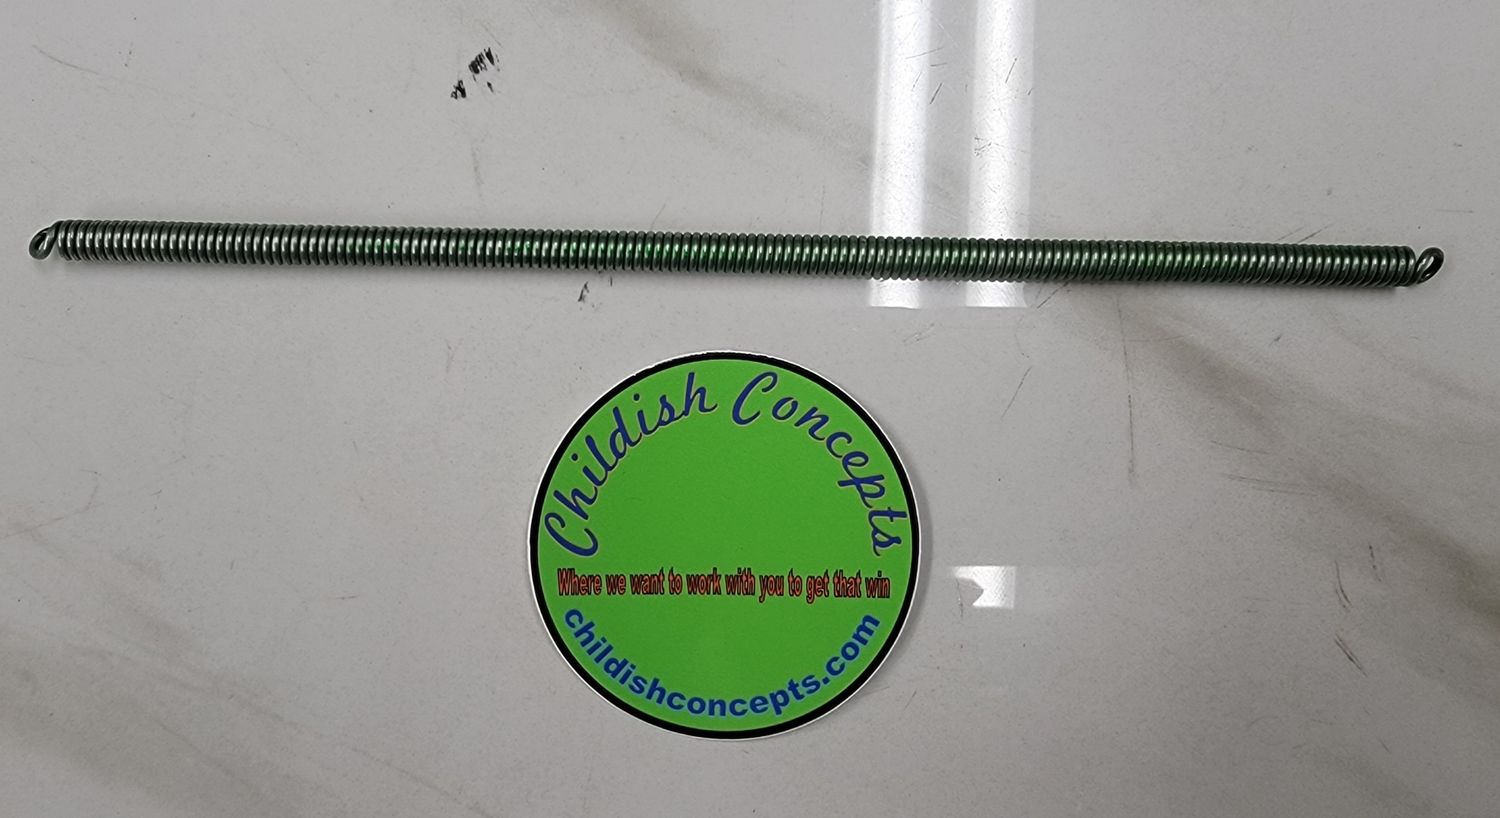 Childish Concepts
Where we want to work with you to get that win
childishconcepts.com